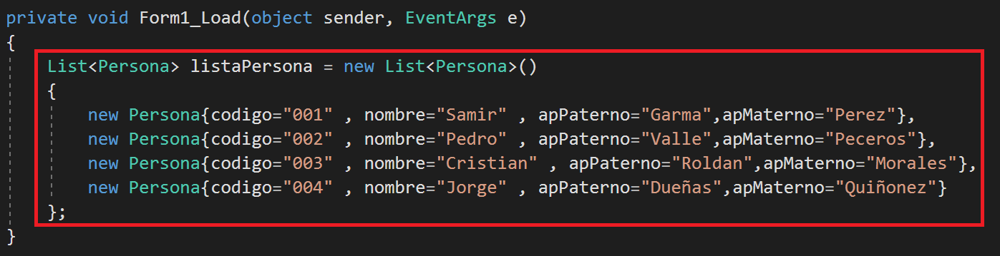 private void Form1_Load(object sender, EventArgs e)
{
List<Persona> listaPersona = new List<Persona>()
{
new Persona{codigo="001" , nombre="Samir" , apPaterno="Garma",apMaterno="Perez"},
new Persona{codigo="002" , nombre="Pedro" , apPaterno="Valle",apMaterno="Peceros"},
new Persona{codigo="003" , nombre="Cristian" , apPaterno="Roldan",apMaterno="Morales"},
new Persona{codigo="004" , nombre="Jorge" , apPaterno="Dueñas",apMaterno="Quiñonez"}
};
}